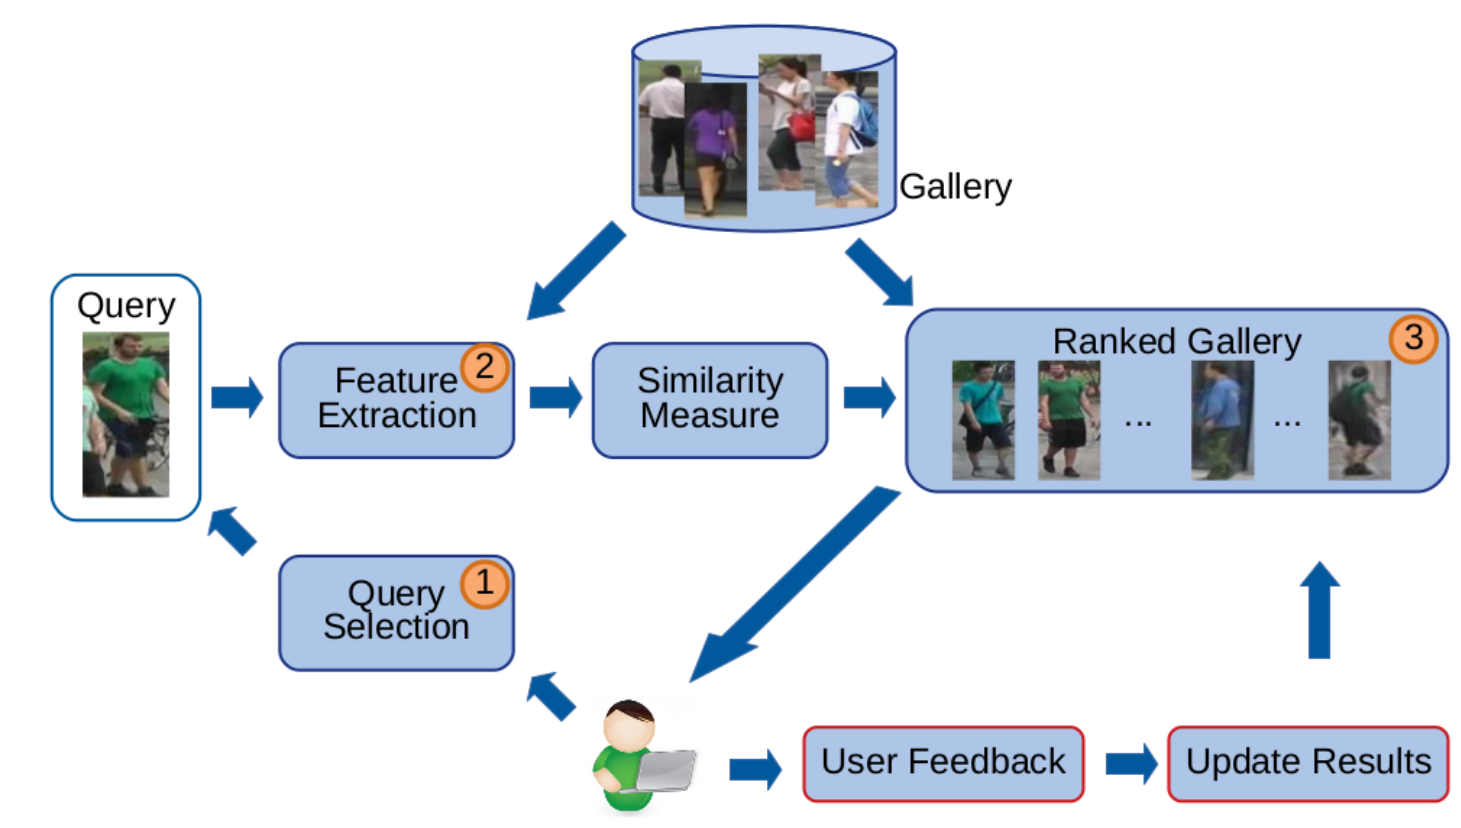 Gallery
Query
Feature
Extraction
2
Similarity
Measure
Ranked Gallery
3
...
...
Query
Selection
1
User Feedback
Update Results